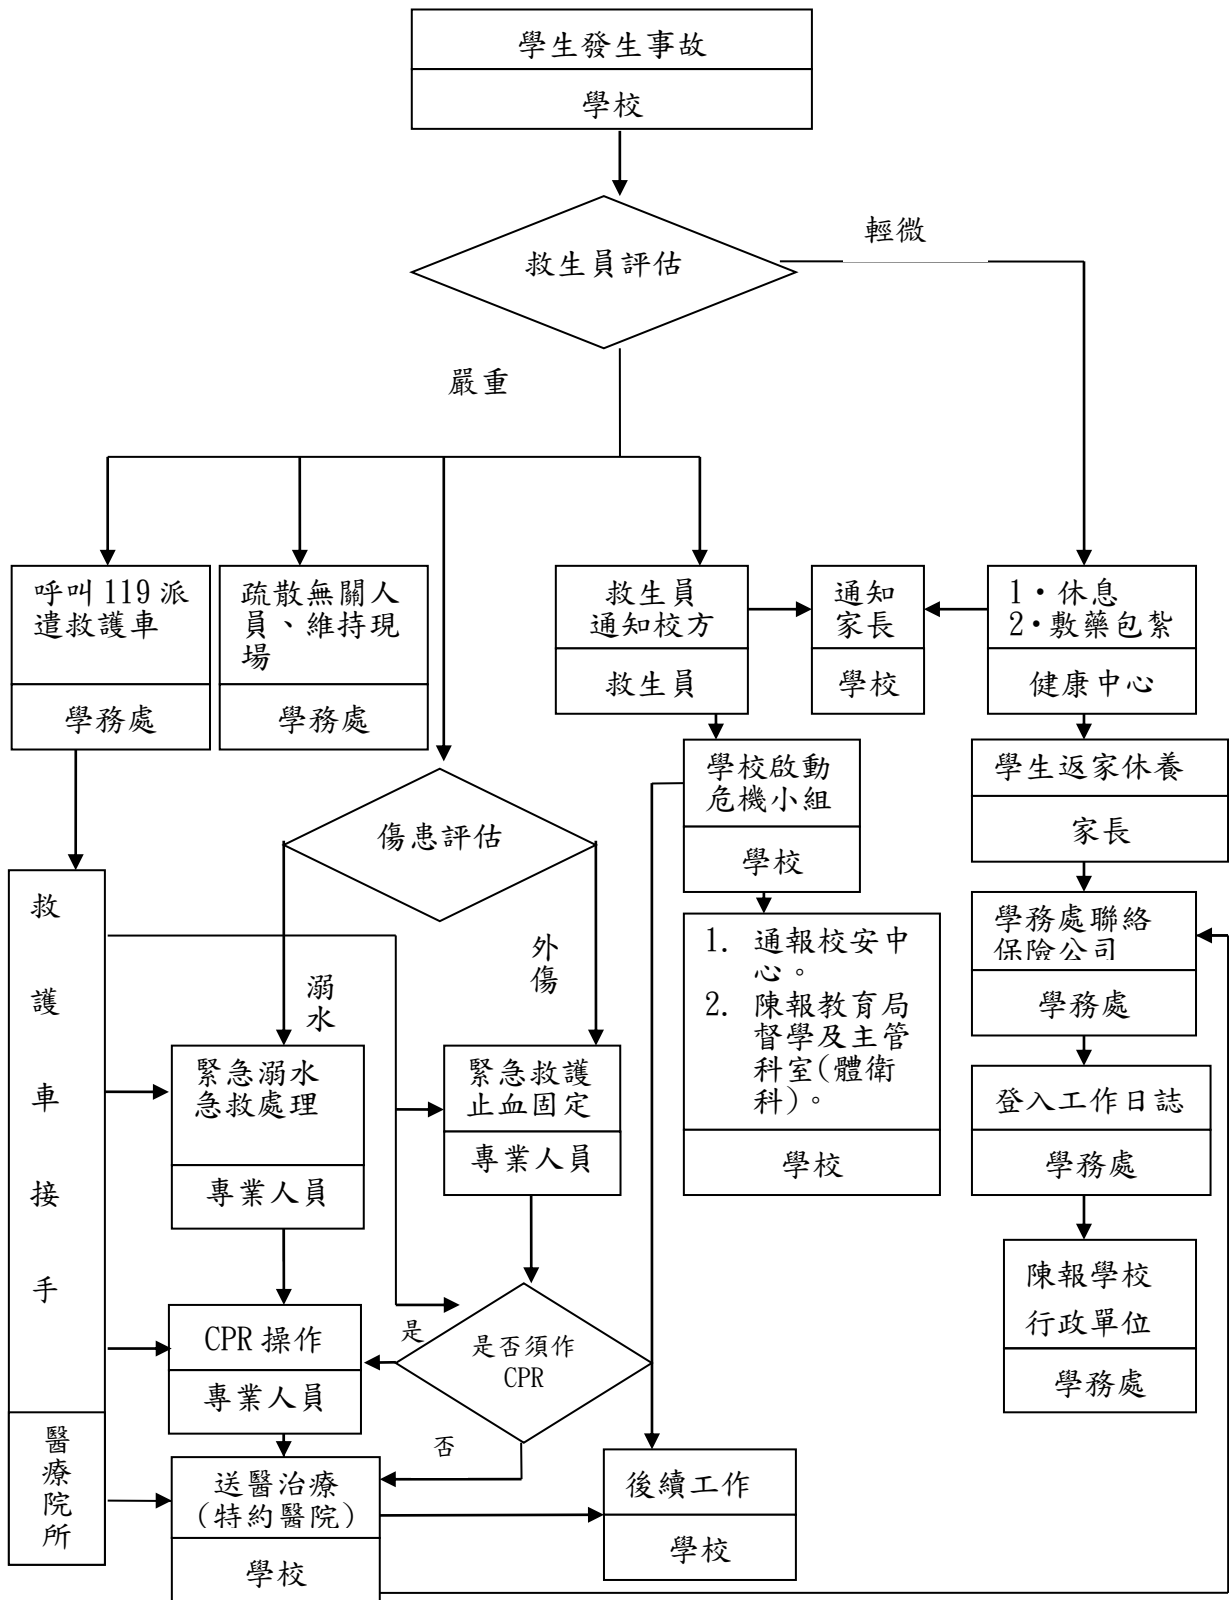 學生發生事故
學校
救生員評估
輕微
嚴重
呼叫119派
遣救護車
學務處
疏散無關人
員、維持現
場
學務處
救生員
通知校方
救生員
通知
家長
學校
1・休息
2・敷藥包紮
健康中心
學校啟動
危機小組
學校
學生返家休養
家長
傷患評估
溺水
外傷
救護車接手
醫療院所
緊急溺水
急救處理
專業人員
緊急救護
止血固定
專業人員
1. 通報校安中
心。
2. 陳報教育局
督學及主管
科室(體衛
科)。
學校
學務處聯絡
保險公司
學務處
登入工作日誌
學務處
陳報學校
行政單位
學務處
CPR操作
專業人員
是
是否須作
CPR
否
送醫治療
(特約醫院)
學校
後續工作
學校